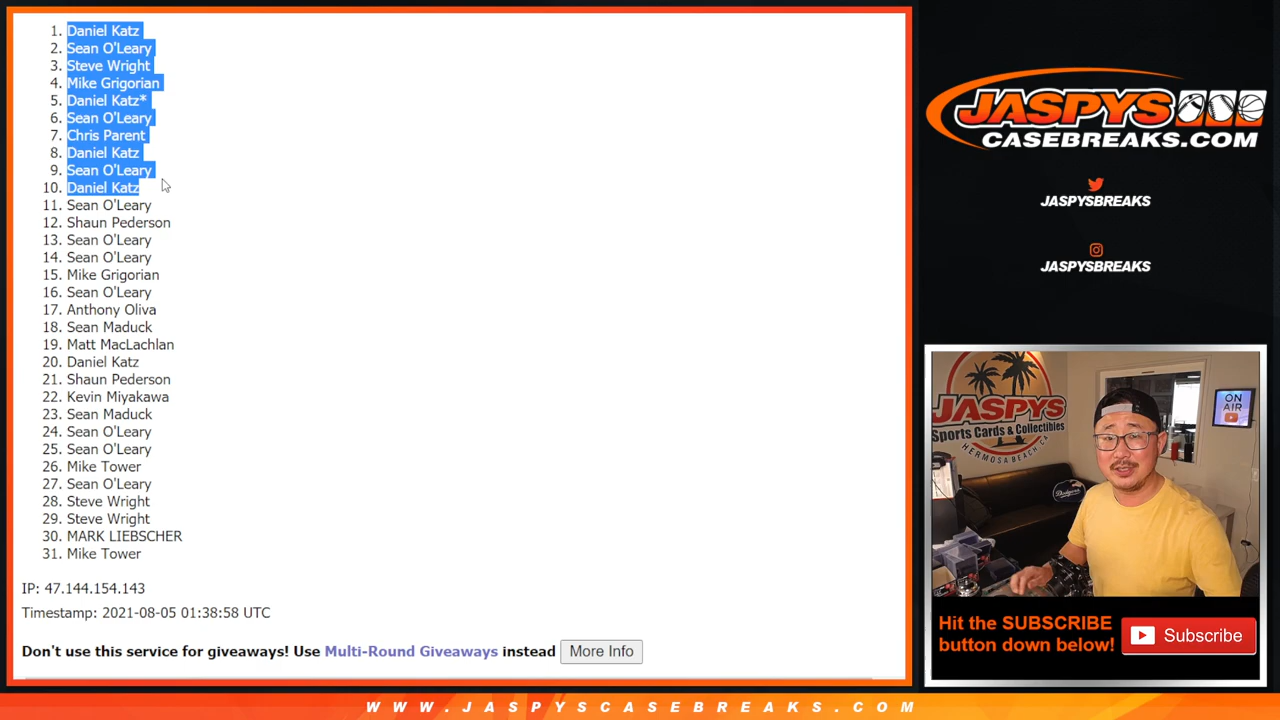 1. Daniel Katz
2. Sean O'Leary
3. Steve Wright
4. Mike Grigorian
5. Daniel Katz*
6. Sean O'Leary
7. Chris Parent
8. Daniel Katz
9. Sean O'Leary
10. Daniel Katz
11. Sean O'Leary
12. Shaun Pederson
13. Sean O'Leary
14. Sean O'Leary
15. Mike Grigorian
16. Sean O'Leary
17. Anthony Oliva
18. Sean Maduck
19. Matt MacLachlan
20. Daniel Katz
21. Shaun Pederson
22. Kevin Miyakawa
23. Sean Maduck
24. Sean O'Leary
25. Sean O'Leary
26. Mike Tower
27. Sean O'Leary
28. Steve Wright
29. Steve Wright
30. MARK LIEBSCHER
31. Mike Tower
IP: 47.144.154.143
Timestamp: 2021-08-05 01:38:58 UTC
Don't use this service for giveaways! Use Multi-Round Giveaways instead More Info
JASPYS
CASEBREAKS.COM
JASPYSBREAKS
JASPYSBREAKS
JASPYS
Sports Cards & Collectibles
HERMOSA BEACH CA
ON
AIR
Dodgers
Hit the SUBSCRIBE
button down below!
Subscribe
WWW.JASPYSCASEBREAKS.COM